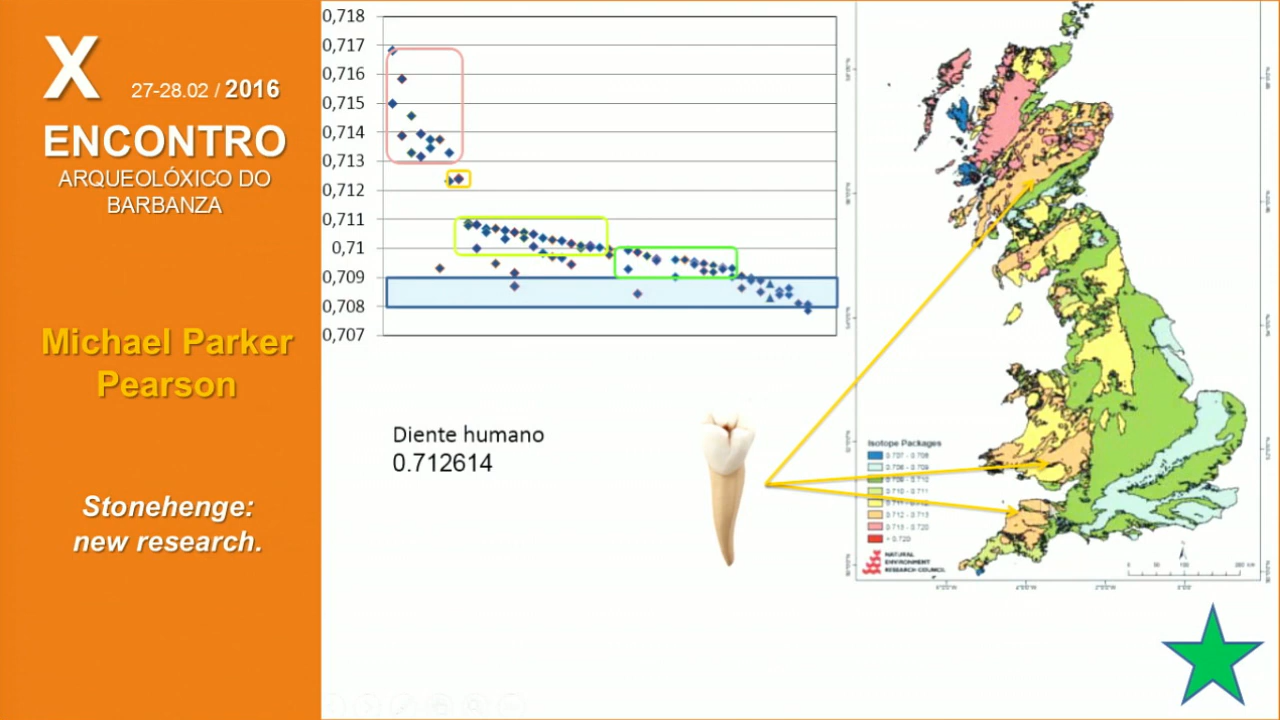 X
27-28.02 / 2016
ENCONTRO
ARQUEOLÓXICO DO
BARBANZA
Michael Parker
Pearson
Stonehenge:
new research.
0,718
0,717
0,716
0,715
0,714
0,713
0,712
0,711
0,71
0,709
0,708
0,707
Diente humano
0.712614
Isotope Packages
0.707 - 0.708
0.708 - 0.709
0.709 - 0.710
0.710 - 0.711
0.712 - 0.713
0.713 - 0.720
> 0.720
NATURAL
ENVIRONMENT
RESEARCH COUNCIL
N